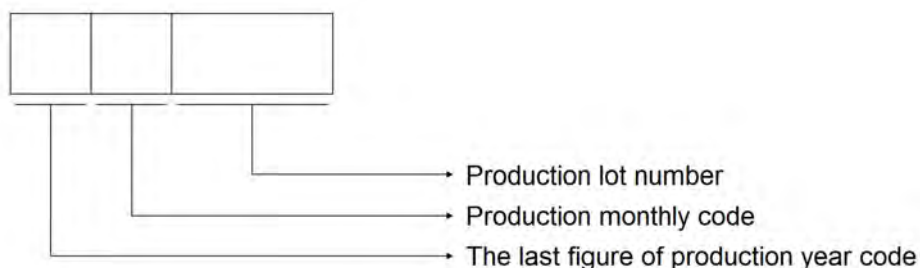 Production lot number
Production monthly code
The last figure of production year code